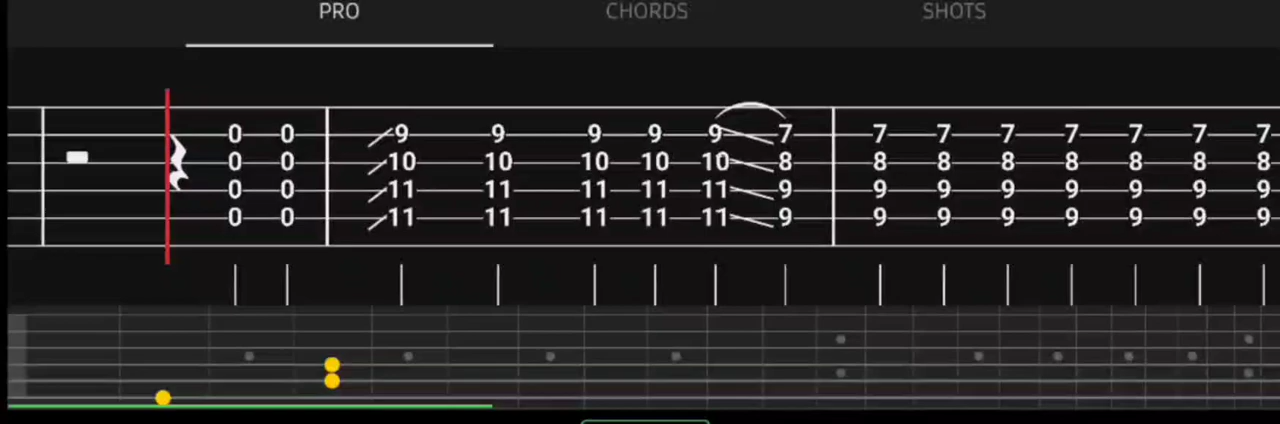 PRO CHORDS SHOTS
0 0 9 9 9 9 9 7 7 7 7 7 7 7 7
0 0 10 10 10 10 10 8 8 8 8 8 8 8 8
0 0 11 11 11 11 11 9 9 9 9 9 9 9 9
0 0 11 11 11 11 11 9 9 9 9 9 9 9 9